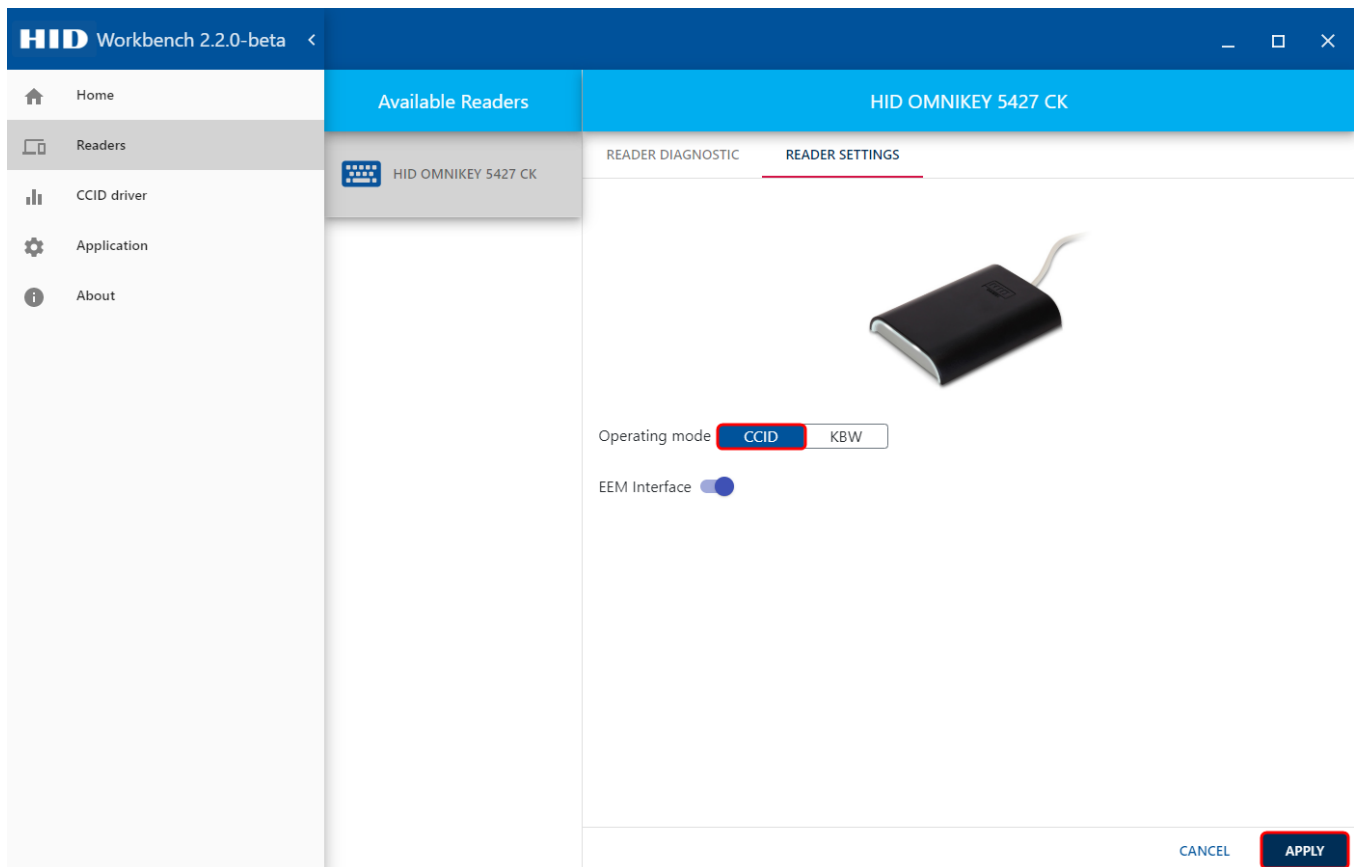 HID Workbench 2.2.0-beta
Home
Readers
CCID driver
Application
About
Available Readers
HID OMNIKEY 5427 CK
HID OMNIKEY 5427 CK
READER DIAGNOSTIC READER SETTINGS
Operating mode CCID KBW
EEM Interface
CANCEL APPLY